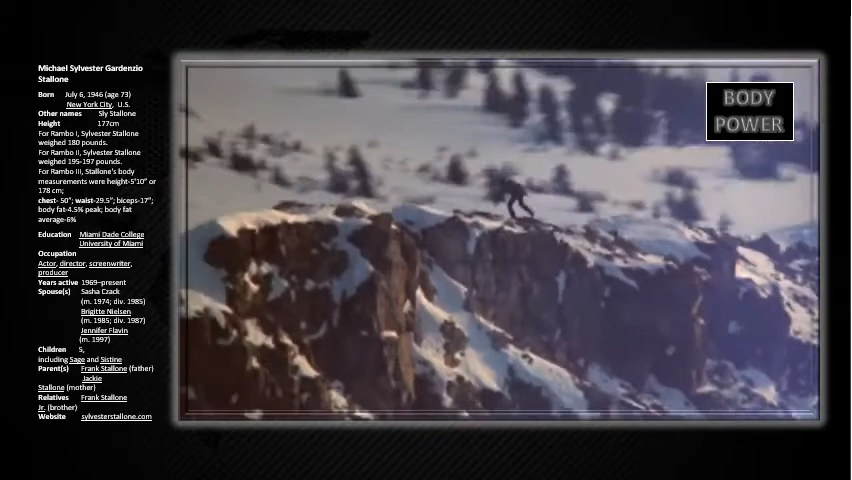 Michael Sylvester Gardenzio
Stallone
Born July 6, 1946 (age 73)
New York City, U.S.
Other names Sly Stallone
Height 177cm
For Rambo I, Sylvester Stallone
weighed 180 pounds.
For Rambo II, Sylvester Stallone
weighed 195-197 pounds.
For Rambo III, Stallone's body
measurements were height-5'10" or
178 cm;
chest- 50"; waist-29.5"; biceps-17";
body fat-4.5% peak; body fat
average-6%
Education Miami Dade College
University of Miami
Occupation
Actor, director, screenwriter,
producer
Years active 1969–present
Spouse(s) Sasha Czack
(m. 1974; div. 1985)
Brigitte Nielsen
(m. 1985; div. 1987)
Jennifer Flavin
(m. 1997)
Children 5,
including Sage and Sistine
Parent(s) Frank Stallone (father)
Jackie
Stallone (mother)
Relatives Frank Stallone
Jr. (brother)
Website sylvesterstallone.com
BODY
POWER